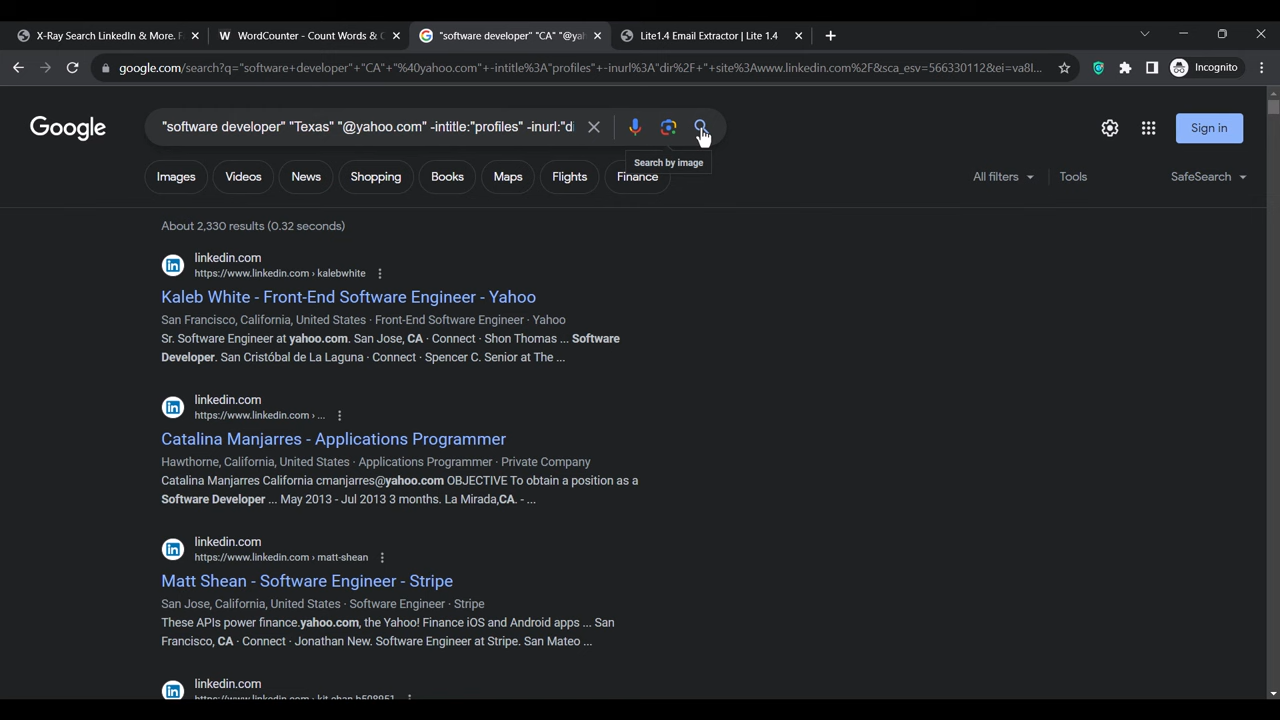 X-Ray Search LinkedIn & More. F
WordCounter - Count Words & C
"software developer" "CA" "@yah
Lite1.4 Email Extractor | Lite 1.4
google.com/search?q="software+developer"+"CA"+"%40yahoo.com"+-intitle%3A"profiles"+-inurl%3A"dir%2F+"+site%3Awww.linkedin.com%2F&sca_esv=566330112&ei=va8l...
Incognito
Google
"software developer" "Texas" "@yahoo.com" -intitle:"profiles" -inurl:"di
Sign in
Search by image
Images
Videos
News
Shopping
Books
Maps
Flights
Finance
All filters
Tools
SafeSearch
About 2,330 results (0.32 seconds)
linkedin.com
https://www.linkedin.com › kalebwhite
Kaleb White - Front-End Software Engineer - Yahoo
San Francisco, California, United States · Front-End Software Engineer · Yahoo
Sr. Software Engineer at yahoo.com. San Jose, CA · Connect · Shon Thomas ... Software
Developer. San Cristóbal de La Laguna · Connect · Spencer C. Senior at The ...
linkedin.com
https://www.linkedin.com › ...
Catalina Manjarres - Applications Programmer
Hawthorne, California, United States · Applications Programmer · Private Company
Catalina Manjarres California cmanjarres@yahoo.com OBJECTIVE To obtain a position as a
Software Developer ... May 2013 - Jul 2013 3 months. La Mirada,CA. - ...
linkedin.com
https://www.linkedin.com › matt-shean
Matt Shean - Software Engineer - Stripe
San Jose, California, United States · Software Engineer · Stripe
These APIs power finance.yahoo.com, the Yahoo! Finance iOS and Android apps ... San
Francisco, CA · Connect · Jonathan New. Software Engineer at Stripe. San Mateo ...
linkedin.com